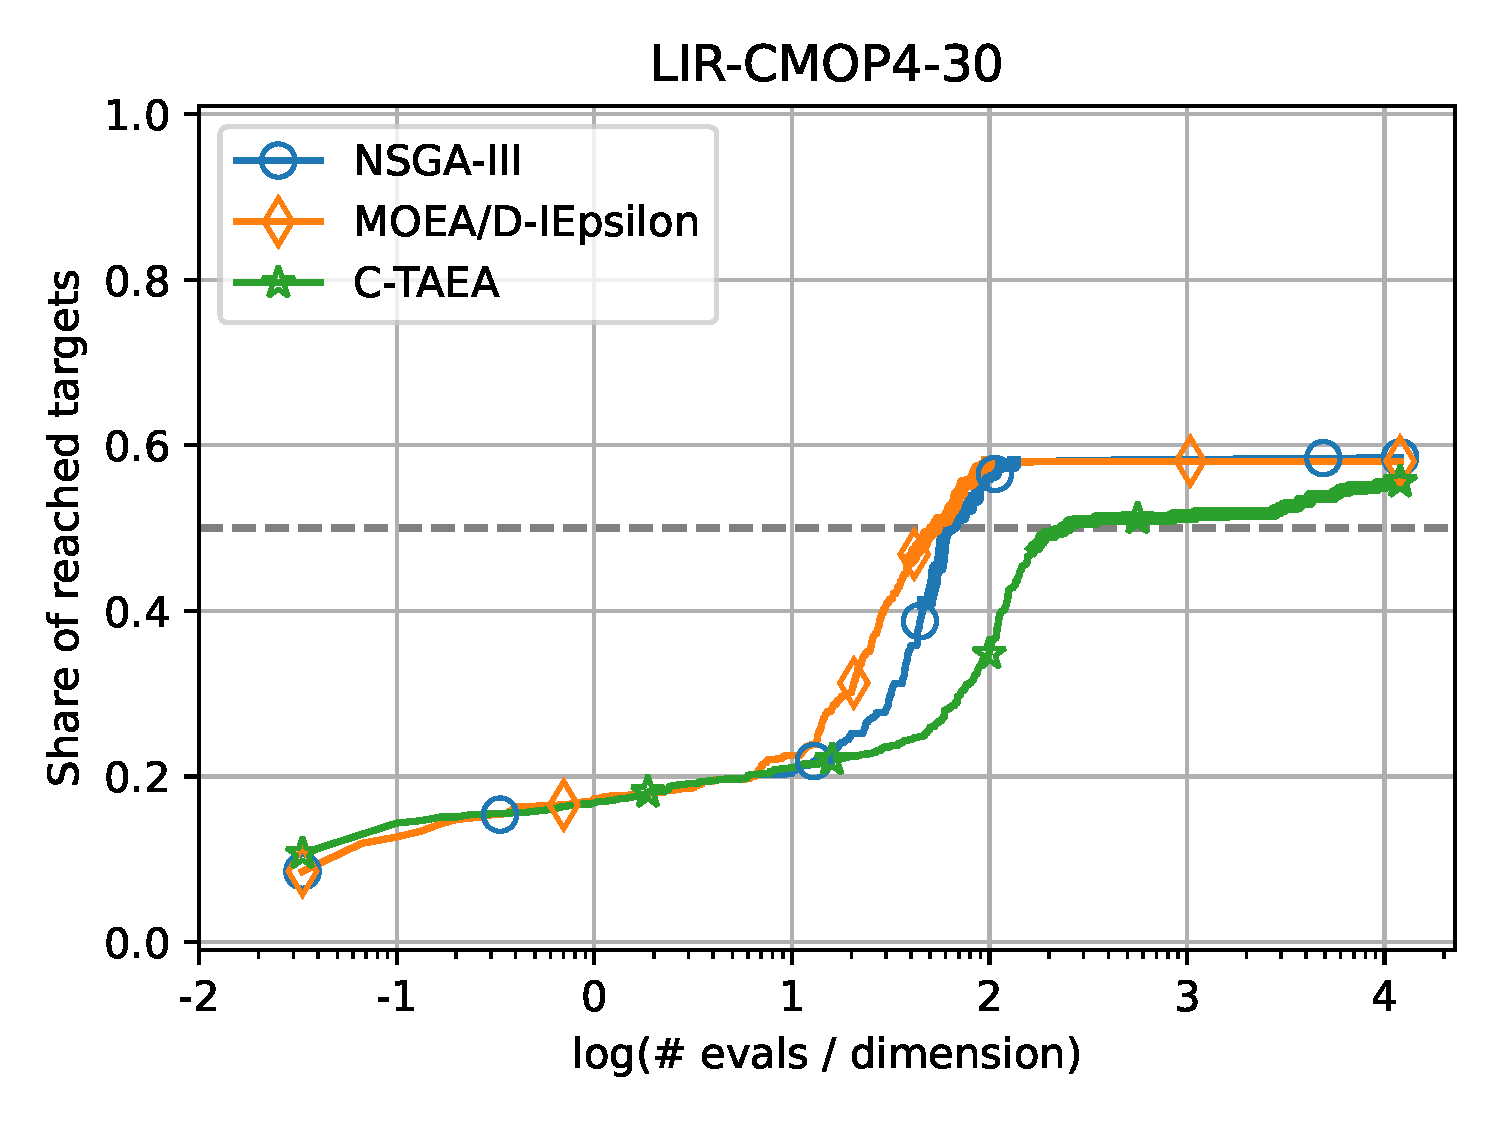 LIR-CMOP4-30
NSGA-III
MOEA/D-IEpsilon
C-TAEA
Share of reached targets
1.0
0.8
0.6
0.4
0.2
0.0
-2 -1 0 1 2 3 4
log(# evals / dimension)